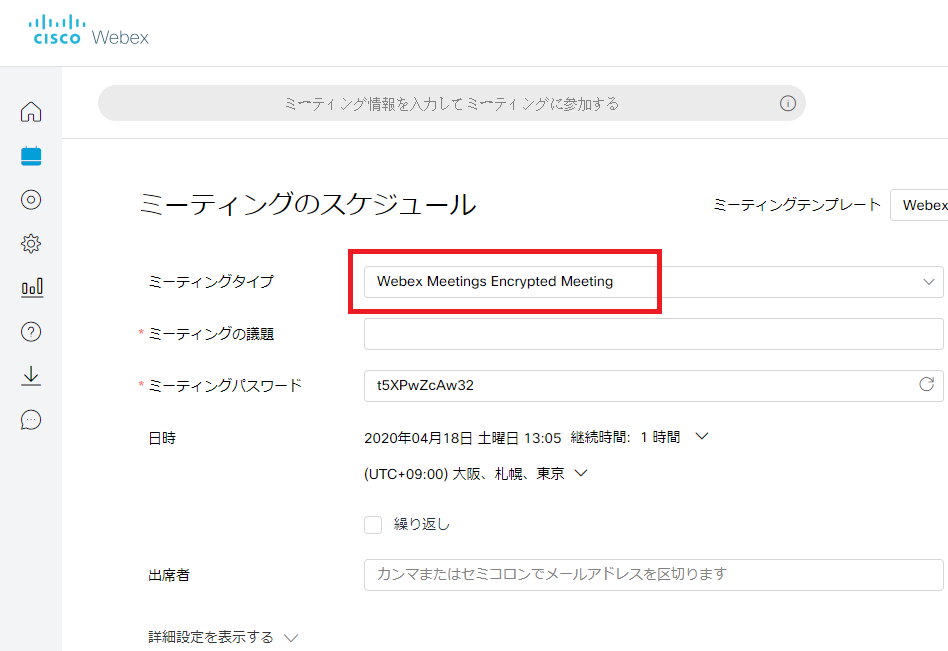 CISCO Webex
ミーティング情報を入力してミーティングに参加する
ミーティングのスケジュール
ミーティングテンプレート Webex
ミーティングタイプ Webex Meetings Encrypted Meeting
* ミーティングの議題
* ミーティングパスワード t5XPwZcAw32
日時 2020年04月18日 土曜日 13:05 継続時間: 1 時間
(UTC+09:00) 大阪、札幌、東京
繰り返し
出席者 カンマまたはセミコロンでメールアドレスを区切ります
詳細設定を表示する